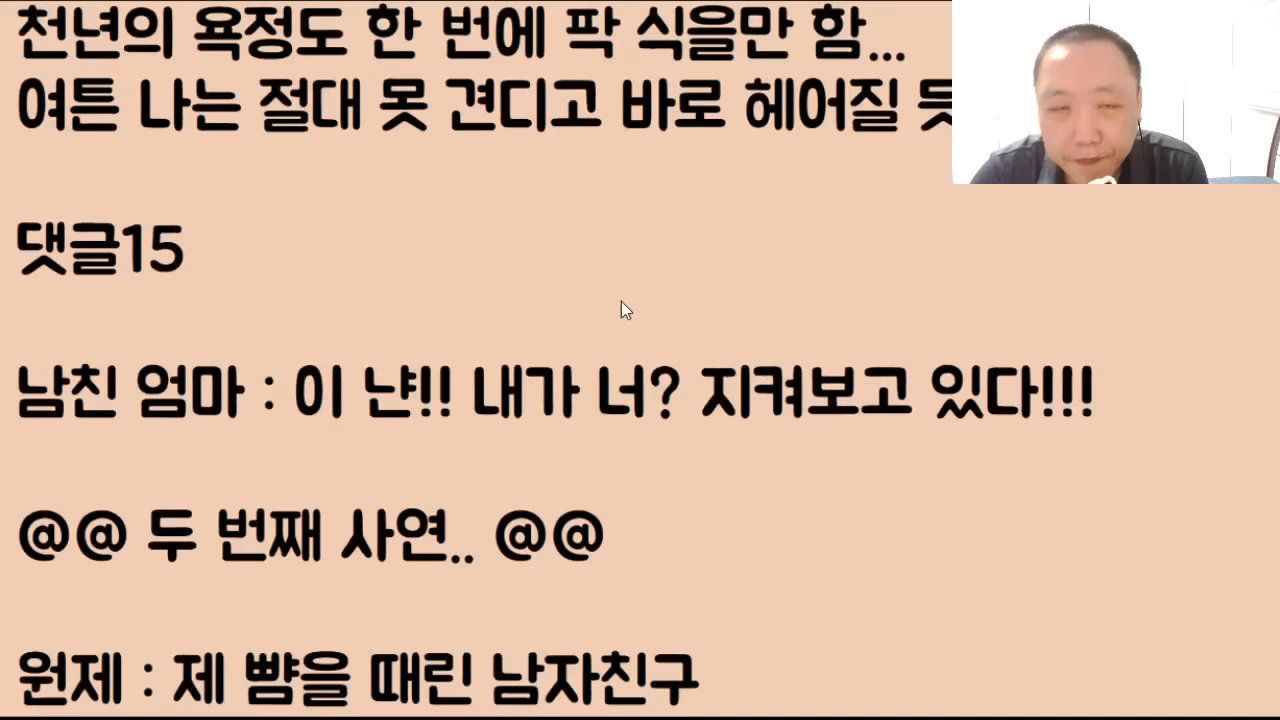 천년의 욕정도 한 번에 팍 식을만 함...
여튼 나는 절대 못 견디고 바로 헤어질 듯
댓글15
남친 엄마 : 이 냔!! 내가 너? 지켜보고 있다!!!
@@ 두 번째 사연.. @@
원제 : 제 뺨을 때린 남자친구